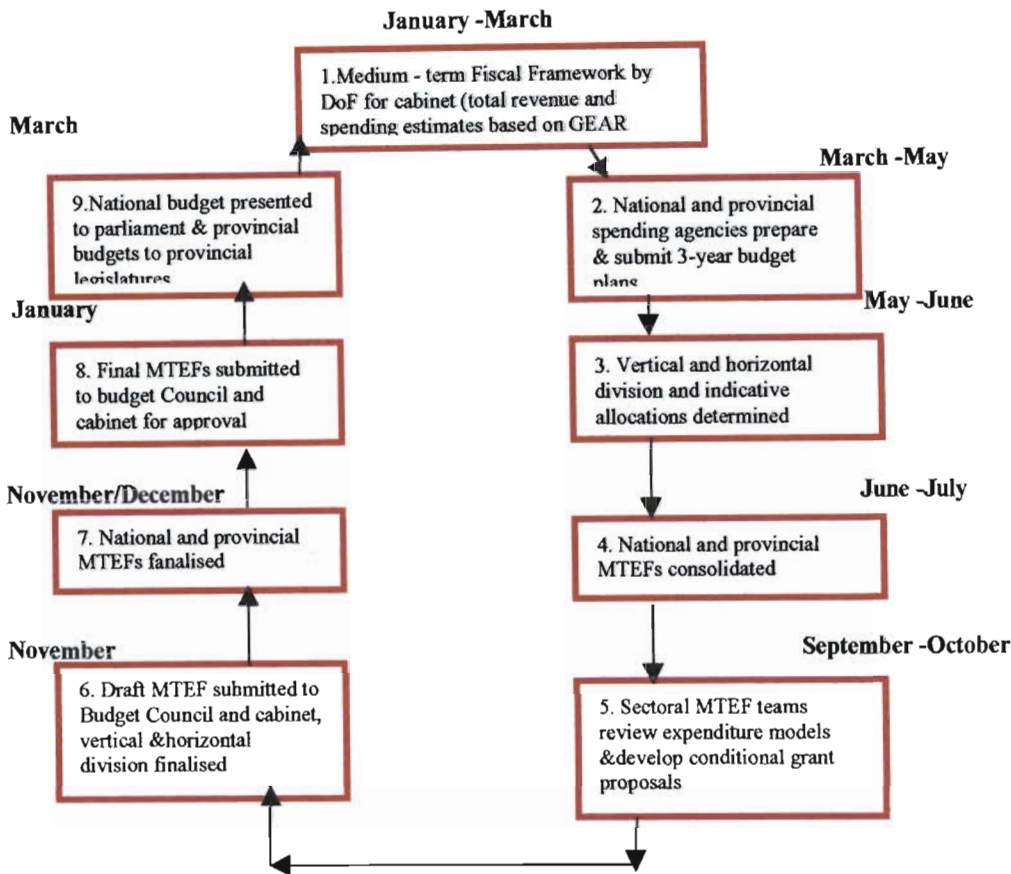 January -March
1.Medium - term Fiscal Framework by
DoF for cabinet (total revenue and
spending estimates based on GEAR
March -May
2. National and provincial
spending agencies prepare
& submit 3-year budget
plans
May -June
3. Vertical and horizontal
division and indicative
allocations determined
June -July
4. National and provincial
MTEFs consolidated
September -October
5. Sectoral MTEF teams
review expenditure models
&develop conditional grant
proposals
November
6. Draft MTEF submitted to
Budget Council and cabinet,
vertical &horizontal
division finalised
November/December
7. National and provincial
MTEFs fanalised
January
8. Final MTEFs submitted
to budget Council and
cabinet for approval
March
9.National budget presented
to parliament & provincial
budgets to provincial
legislatures